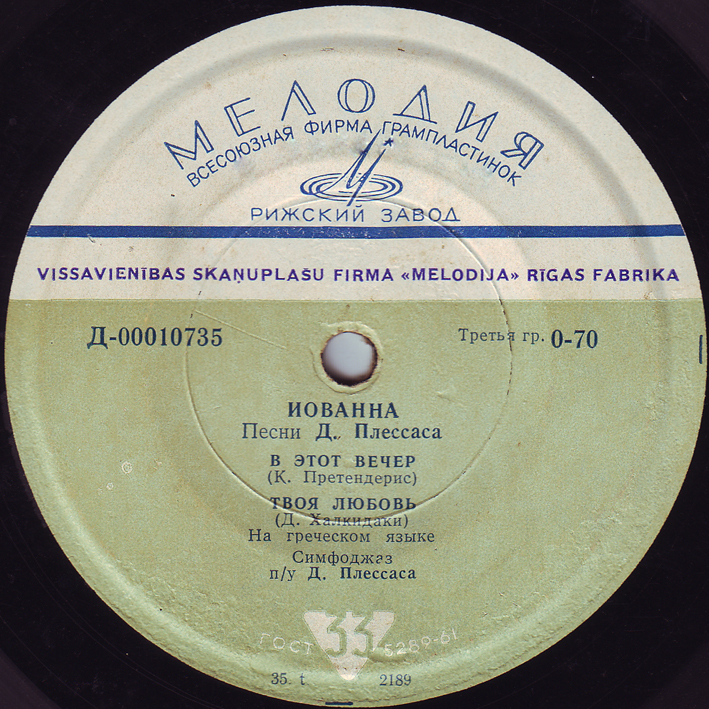 МЕЛОДИЯ
ВСЕСОЮЗНАЯ ФИРМА ГРАМПЛАСТИНОК
РИЖСКИЙ ЗАВОД
VISSAVIENĪBAS SKAŅUPLAŠU FIRMA «MELODIJA» RĪGAS FABRIKA
Д-00010735 Третья гр. 0-70
ИОВАННА
Песни Д. Плессаса
В ЭТОТ ВЕЧЕР
(К. Претендерис)
ТВОЯ ЛЮБОВЬ
(Д. Халкидаки)
На греческом языке
Симфоджаз
п/у Д. Плессаса
ГОСТ 33 5289-61
35. t 2189